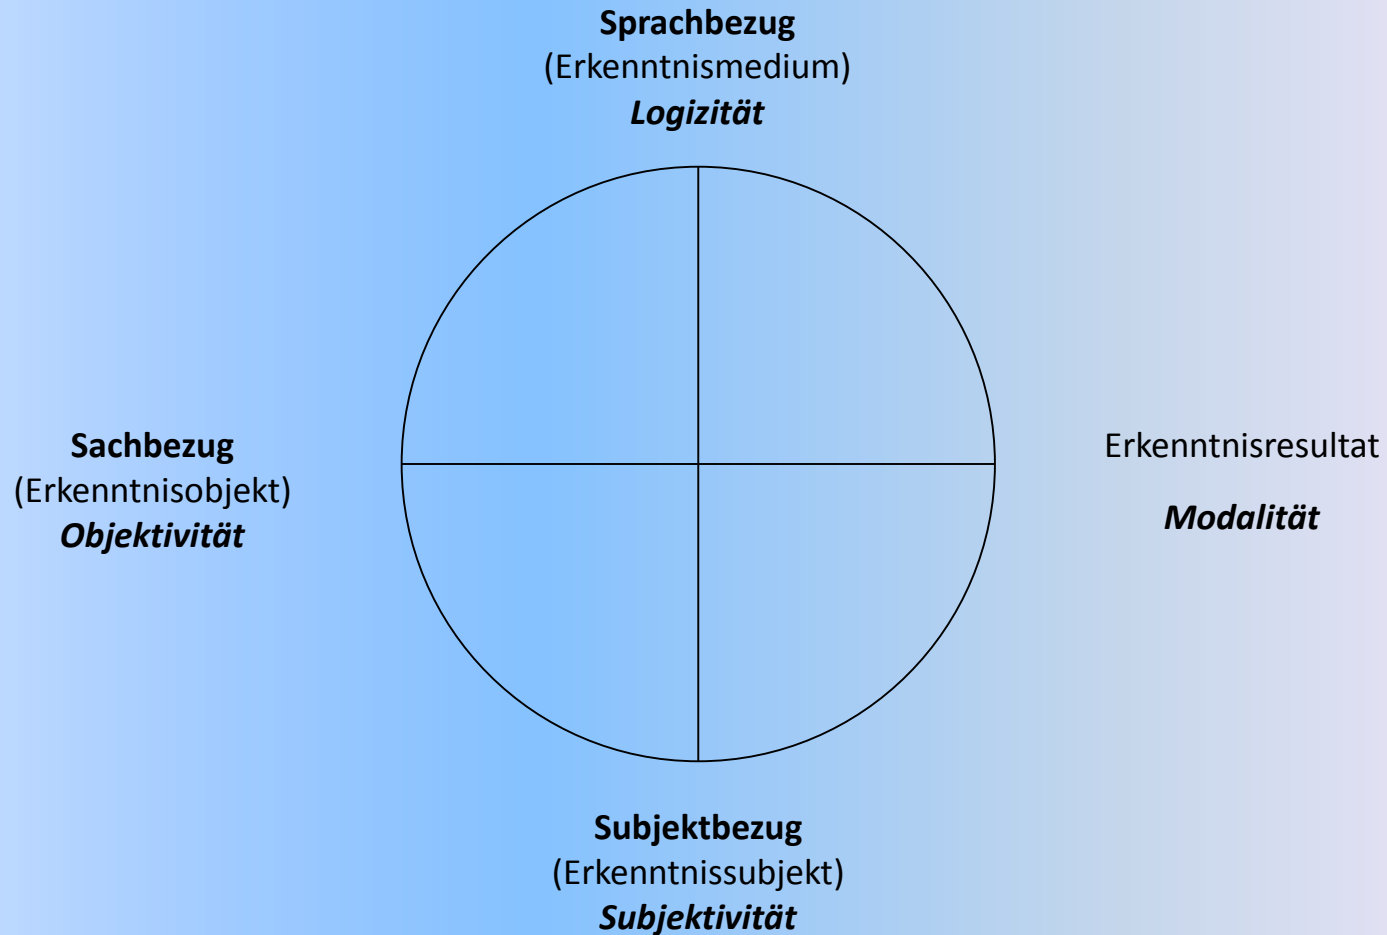 Sprachbezug
(Erkenntnismedium)
Logizität
Sachbezug
(Erkenntnisobjekt)
Objektivität
Erkenntnisresultat
Modalität
Subjektbezug
(Erkenntnissubjekt)
Subjektivität